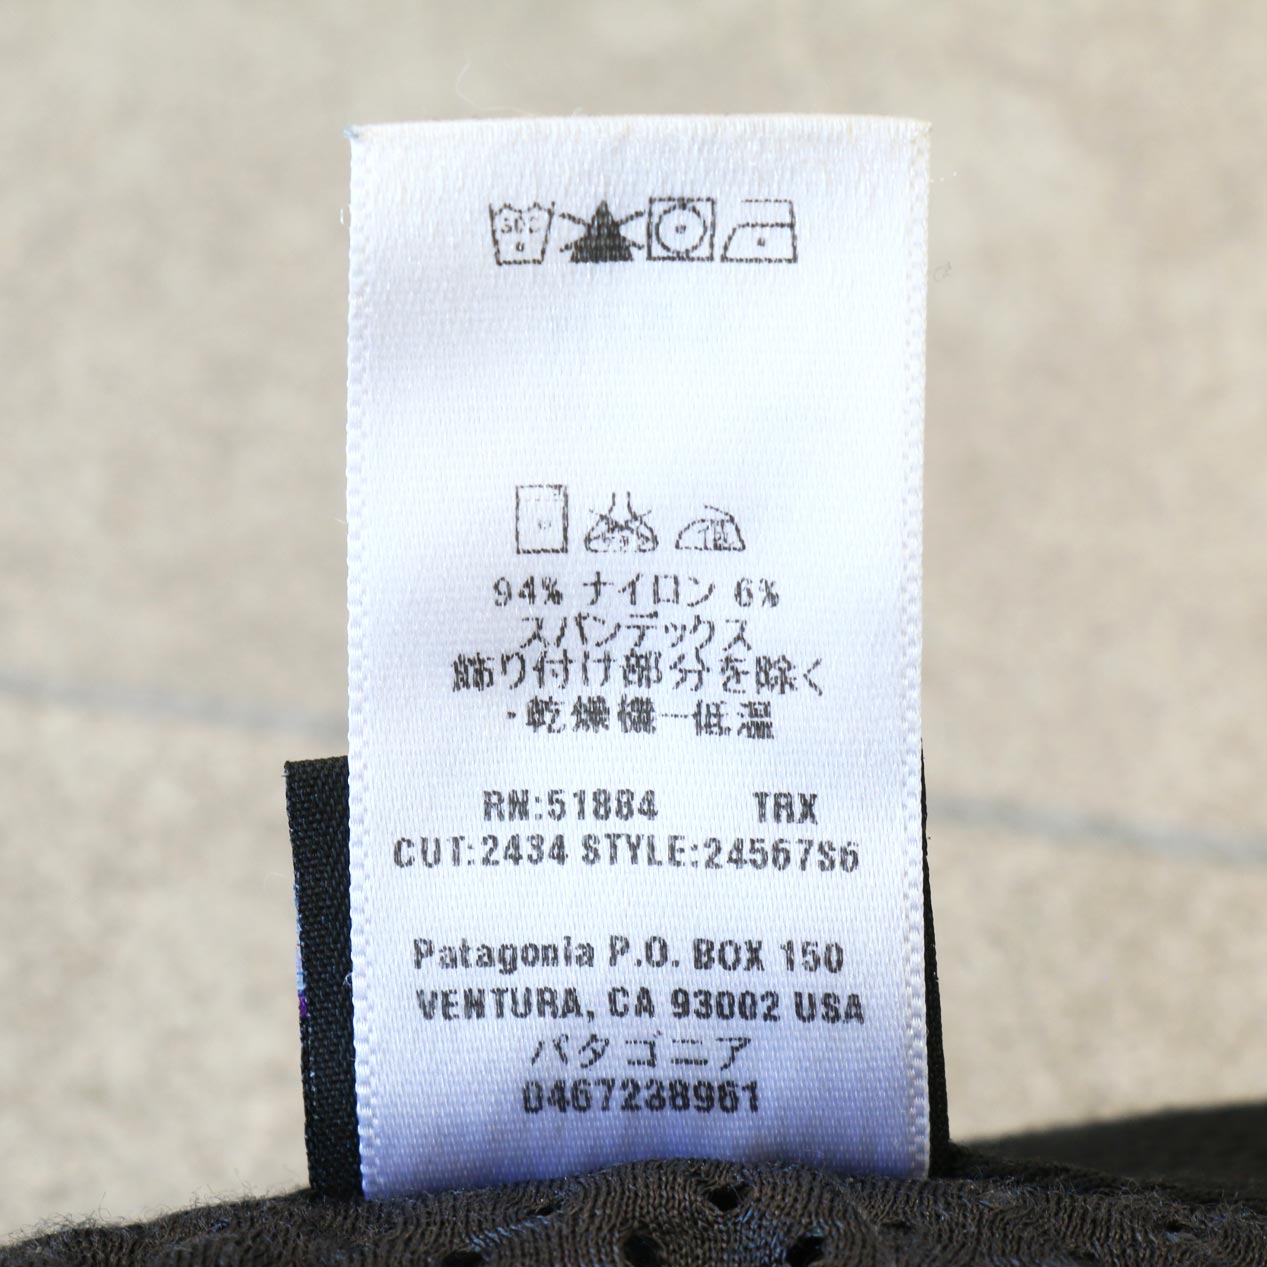 94% ナイロン 6%
スパンデックス
飾り付け部分を除く
・乾燥機ー低温
RN:51884 TRX
CUT:2434 STYLE:24567S6
Patagonia P.O. BOX 150
VENTURA, CA 93002 USA
パタゴニア
0467238961